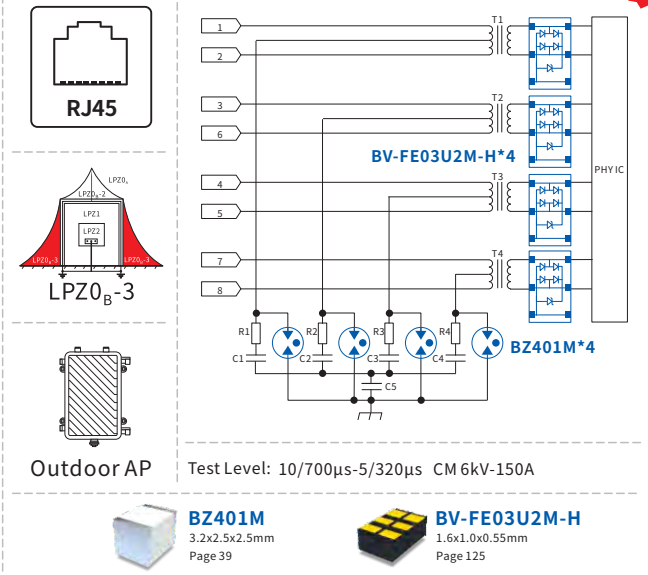 RJ45
LPZ0A
LPZ0B-2
LPZ1
LPZ2
LPZ0B-3
LPZ0B-3
LPZ0B-3
Outdoor AP
1
2
3
6
4
5
7
8
T1
T2
T3
T4
BV-FE03U2M-H*4
PHY IC
R1
R2
R3
R4
C1
C2
C3
C4
C5
BZ401M*4
Test Level: 10/700μs-5/320μs CM 6kV-150A
BZ401M
3.2x2.5x2.5mm
Page 39
BV-FE03U2M-H
1.6x1.0x0.55mm
Page 125